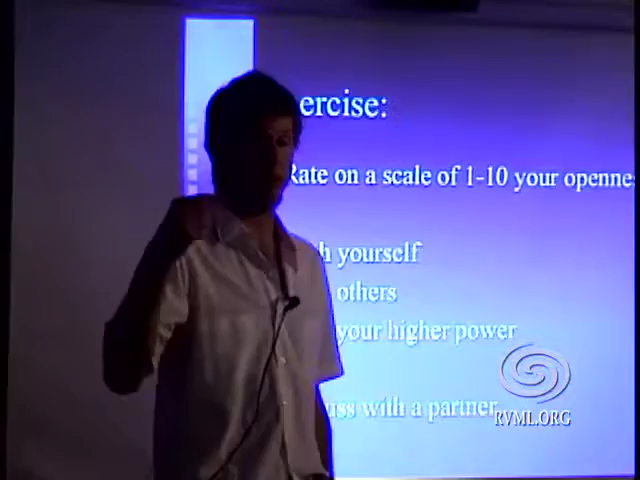 ercise:
Rate on a scale of 1-10 your openne
h yourself
others
your higher power
uss with a partner
RVML.ORG